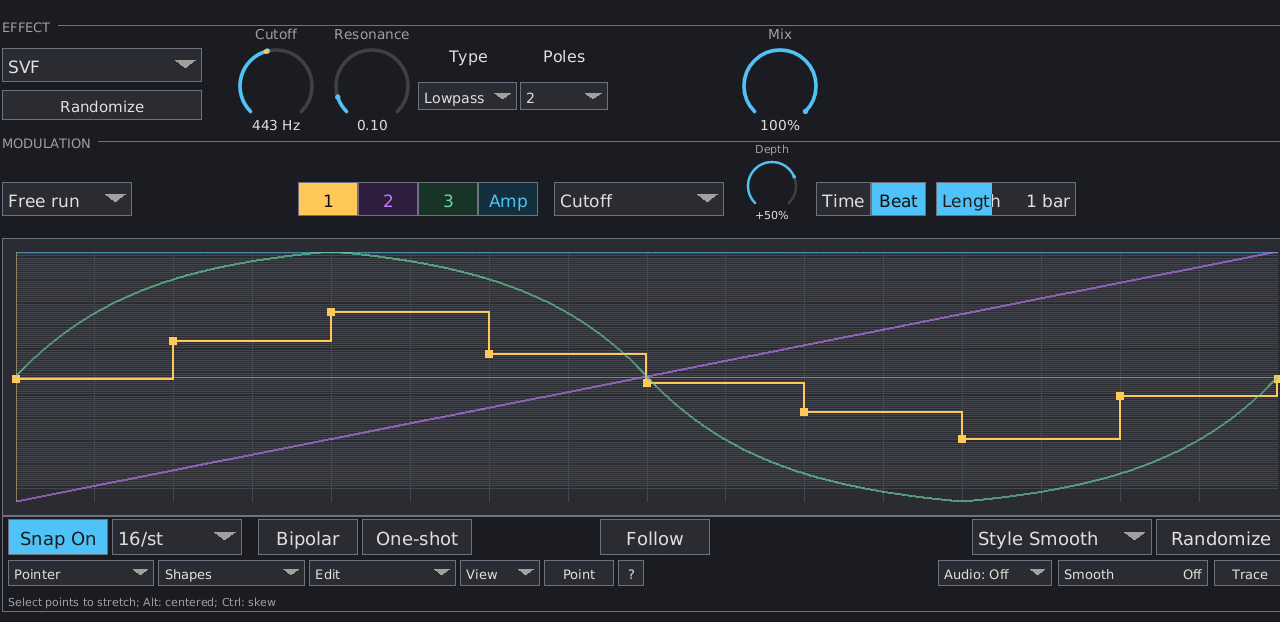 EFFECT
Cutoff Resonance Mix
SVF Type Poles
Lowpass 2
Randomize
443 Hz 0.10 100%
MODULATION
Depth
Free run 1 2 3 Amp Cutoff Time Beat Length 1 bar
+50%
Snap On 16/st Bipolar One-shot Follow Style Smooth Randomize
Pointer Shapes Edit View Point ? Audio: Off Smooth Off Trace
Select points to stretch; Alt: centered; Ctrl: skew